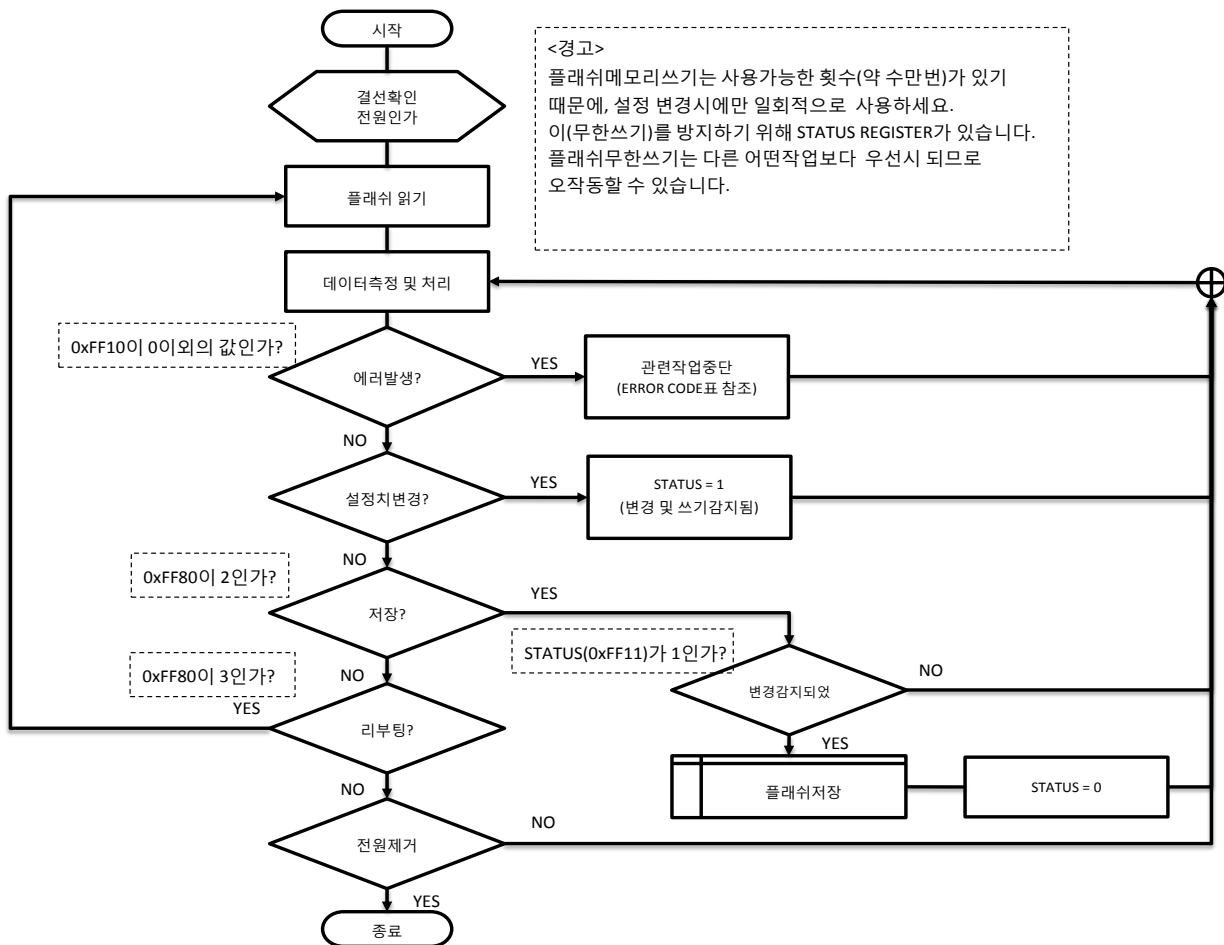 시작
<경고>
플래쉬메모리쓰기는 사용가능한 횟수(약 수만번)가 있기
때문에, 설정 변경시에만 일회적으로 사용하세요.
이(무한쓰기)를 방지하기 위해 STATUS REGISTER가 있습니다.
플래쉬무한쓰기는 다른 어떤작업보다 우선시 되므로
오작동할 수 있습니다.
결선확인
전원인가
플래쉬 읽기
데이터측정 및 처리
0xFF10이 0이외의 값인가?
에러발생?
YES
관련작업중단
(ERROR CODE표 참조)
NO
설정치변경?
YES
STATUS = 1
(변경 및 쓰기감지됨)
NO
0xFF80이 2인가?
저장?
YES
STATUS(0xFF11)가 1인가?
NO
0xFF80이 3인가?
변경감지되었
NO
YES
리부팅?
YES
플래쉬저장
STATUS = 0
NO
전원제거
NO
YES
종료